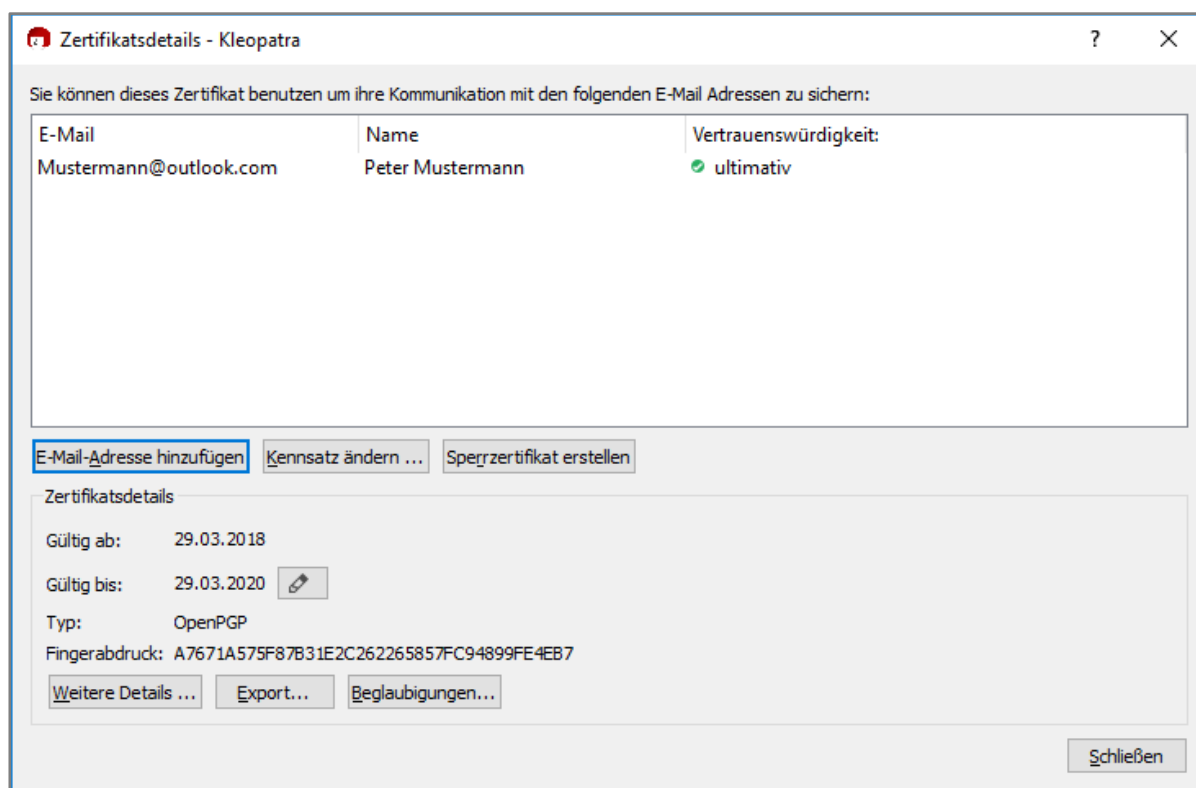 Zertifikatsdetails - Kleopatra ?
Sie können dieses Zertifikat benutzen um ihre Kommunikation mit den folgenden E-Mail Adressen zu sichern:
E-Mail Name Vertrauenswürdigkeit:
Mustermann@outlook.com Peter Mustermann ultimativ
E-Mail-Adresse hinzufügen Kennsatz ändern ... Sperrzertifikat erstellen
Zertifikatsdetails
Gültig ab: 29.03.2018
Gültig bis: 29.03.2020
Typ: OpenPGP
Fingerabdruck: A7671A575F87B31E2C262265857FC94899FE4EB7
Weitere Details ... Export... Beglaubigungen...
Schließen